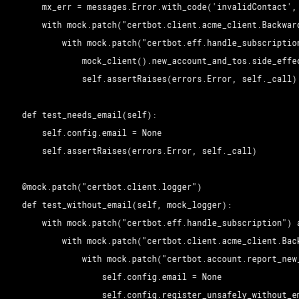 mx_err = messages.Error.with_code('invalidContact',
with mock.patch("certbot.client.acme_client.Backward
with mock.patch("certbot.eff.handle_subscription
mock_client().new_account_and_tos.side_effec
self.assertRaises(errors.Error, self._call)
def test_needs_email(self):
self.config.email = None
self.assertRaises(errors.Error, self._call)
@mock.patch("certbot.client.logger")
def test_without_email(self, mock_logger):
with mock.patch("certbot.eff.handle_subscription") a
with mock.patch("certbot.client.acme_client.Back
with mock.patch("certbot.account.report_new_
self.config.email = None
self.config.register_unsafely_without_em